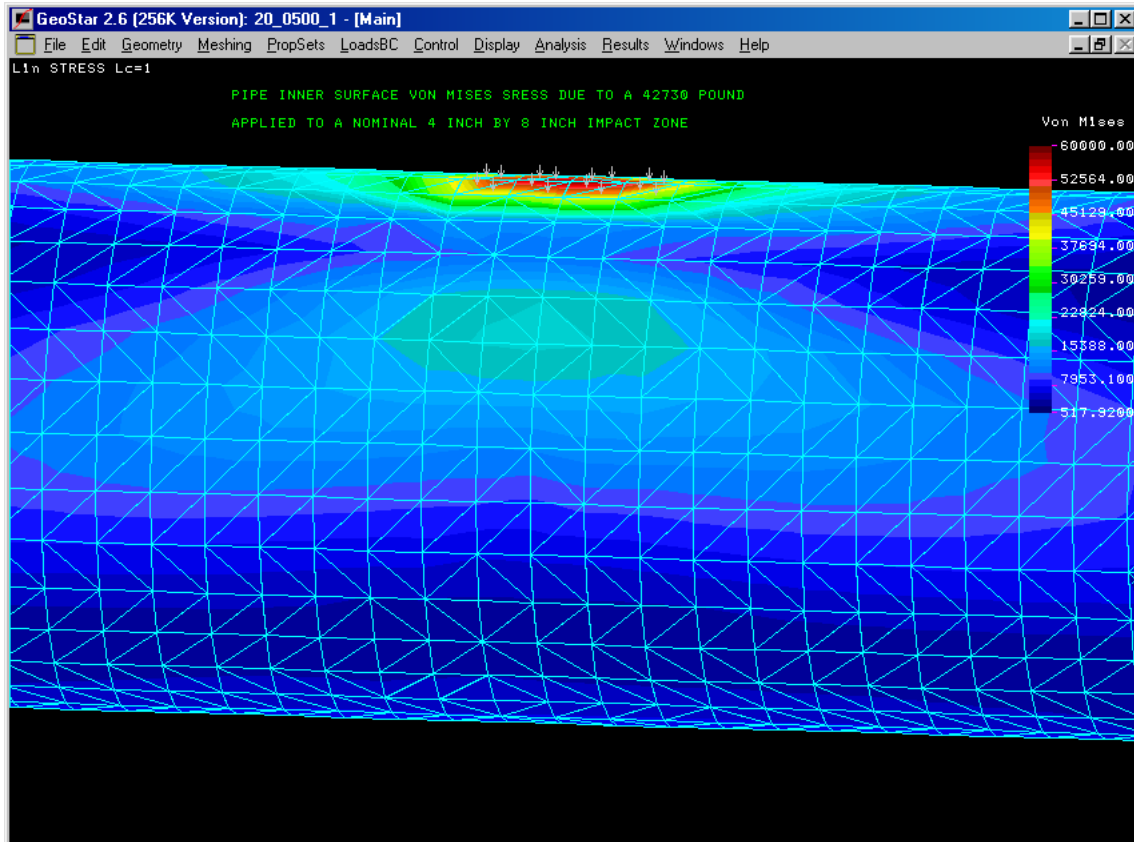 GeoStar 2.6 (256K Version): 20_0500_1 - [Main]
File Edit Geometry Meshing PropSets LoadsBC Control Display Analysis Results Windows Help
L1n STRESS Lc=1
PIPE INNER SURFACE VON MISES SRESS DUE TO A 42730 POUND
APPLIED TO A NOMINAL 4 INCH BY 8 INCH IMPACT ZONE
Von M1ses
60000.00
52564.00
45129.00
37694.00
30259.00
22824.00
15388.00
7953.100
517.9200